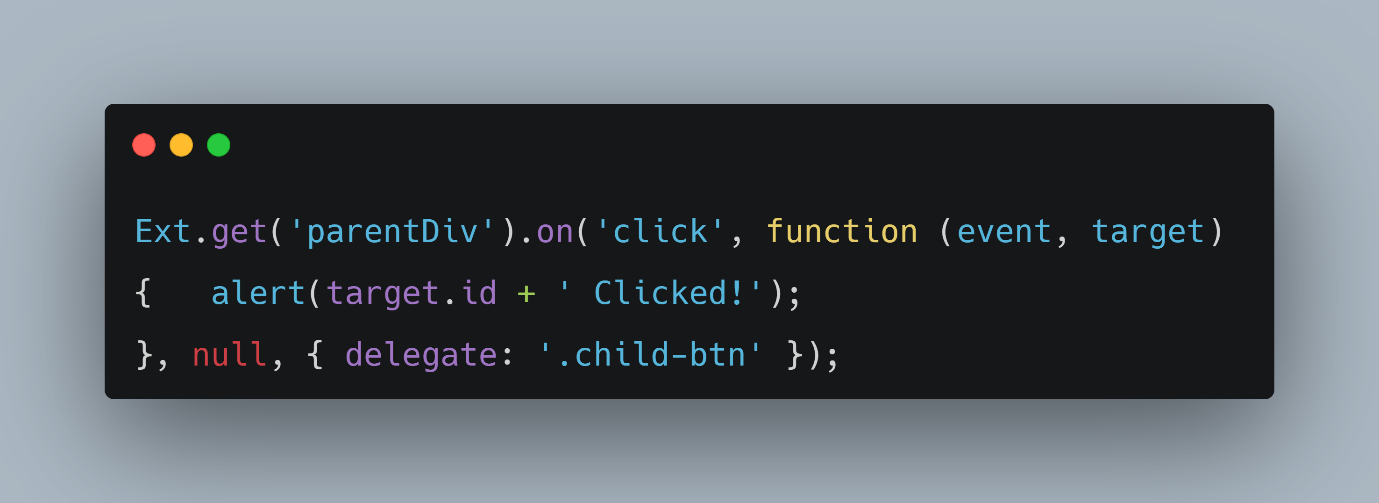 Ext.get('parentDiv').on('click', function (event, target)
{   alert(target.id + ' Clicked!');
}, null, { delegate: '.child-btn' });